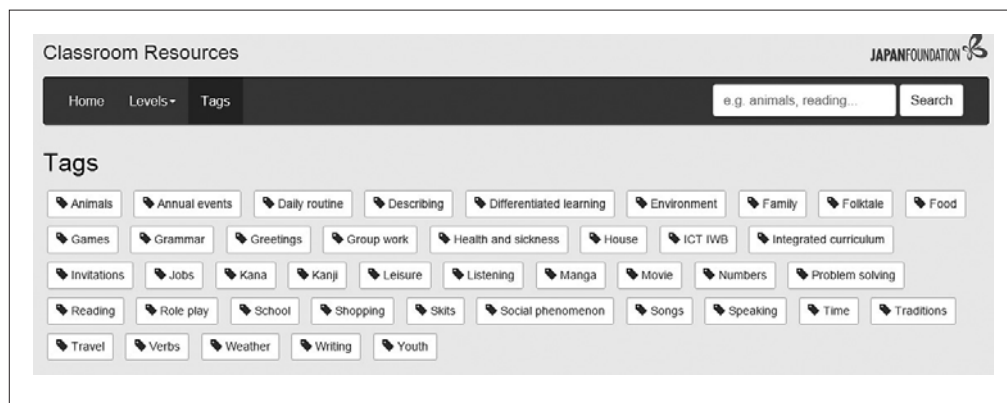 Classroom Resources JAPANFOUNDATION
Home Levels Tags e.g. animals, reading... Search
Tags
Animals Annual events Daily routine Describing Differentiated learning Environment Family Folktale Food
Games Grammar Greetings Group work Health and sickness House ICT IWB Integrated curriculum
Invitations Jobs Kana Kanji Leisure Listening Manga Movie Numbers Problem solving
Reading Role play School Shopping Skits Social phenomenon Songs Speaking Time Traditions
Travel Verbs Weather Writing Youth